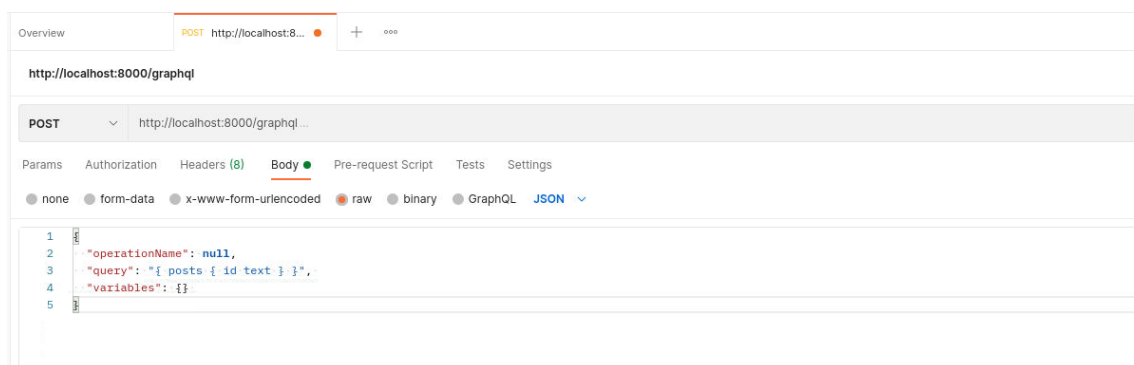 Overview
POST http://localhost:8... + ooo
http://localhost:8000/graphql
POST http://localhost:8000/graphql ...
Params Authorization Headers (8) Body Pre-request Script Tests Settings
none form-data x-www-form-urlencoded raw binary GraphQL JSON
1 {
2 "operationName": null,
3 "query": "{ posts { id text } }",
4 "variables": {}
5 }